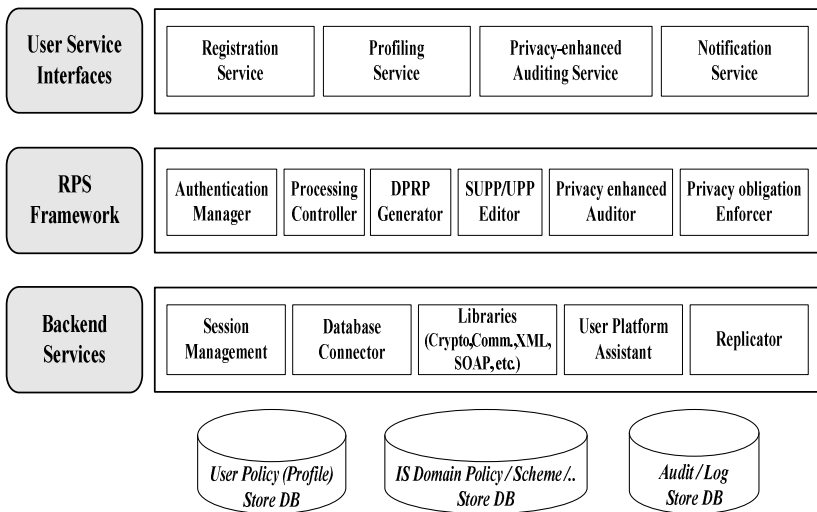 User Service
Interfaces
Registration
Service
Profiling
Service
Privacy-enhanced
Auditing Service
Notification
Service
RPS
Framework
Authentication
Manager
Processing
Controller
DPRP
Generator
SUPP/UPP
Editor
Privacy enhanced
Auditor
Privacy obligation
Enforcer
Backend
Services
Session
Management
Database
Connector
Libraries
(Crypto,Comm.,XML,
SOAP, etc.)
User Platform
Assistant
Replicator
User Policy (Profile)
Store DB
IS Domain Policy / Scheme /..
Store DB
Audit / Log
Store DB